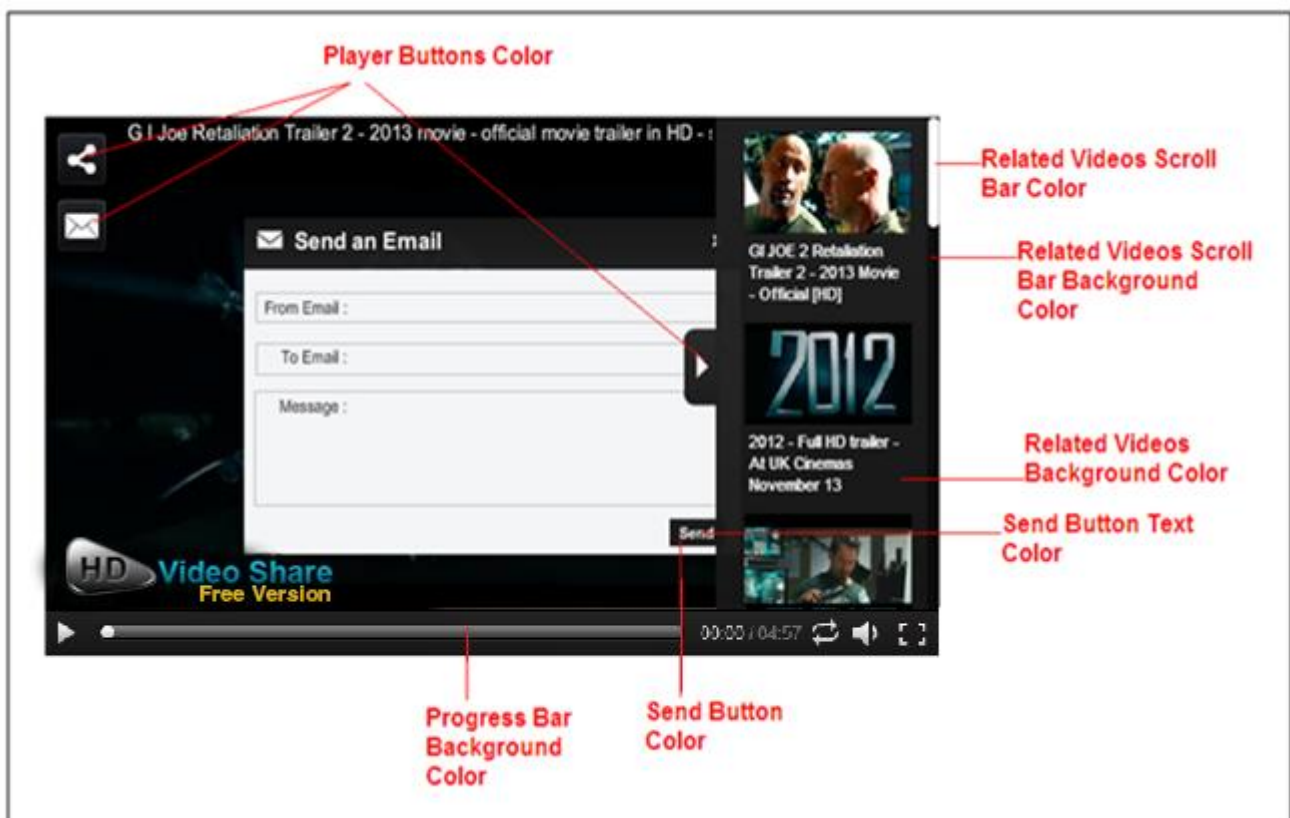 Player Buttons Color
G I Joe Retaliation Trailer 2 - 2013 movie - official movie trailer in HD -
Related Videos Scroll
Bar Color
Send an Email
GI JOE 2 Retaliation
Trailer 2 - 2013 Movie
- Official [HD]
Related Videos Scroll
Bar Background
Color
From Email :
To Email :
Message :
2012
2012 - Full HD trailer -
At UK Cinemas
November 13
Related Videos
Background Color
Send
Send Button Text
Color
HD Video Share
Free Version
00:00 / 04:57
Progress Bar
Background
Color
Send Button
Color